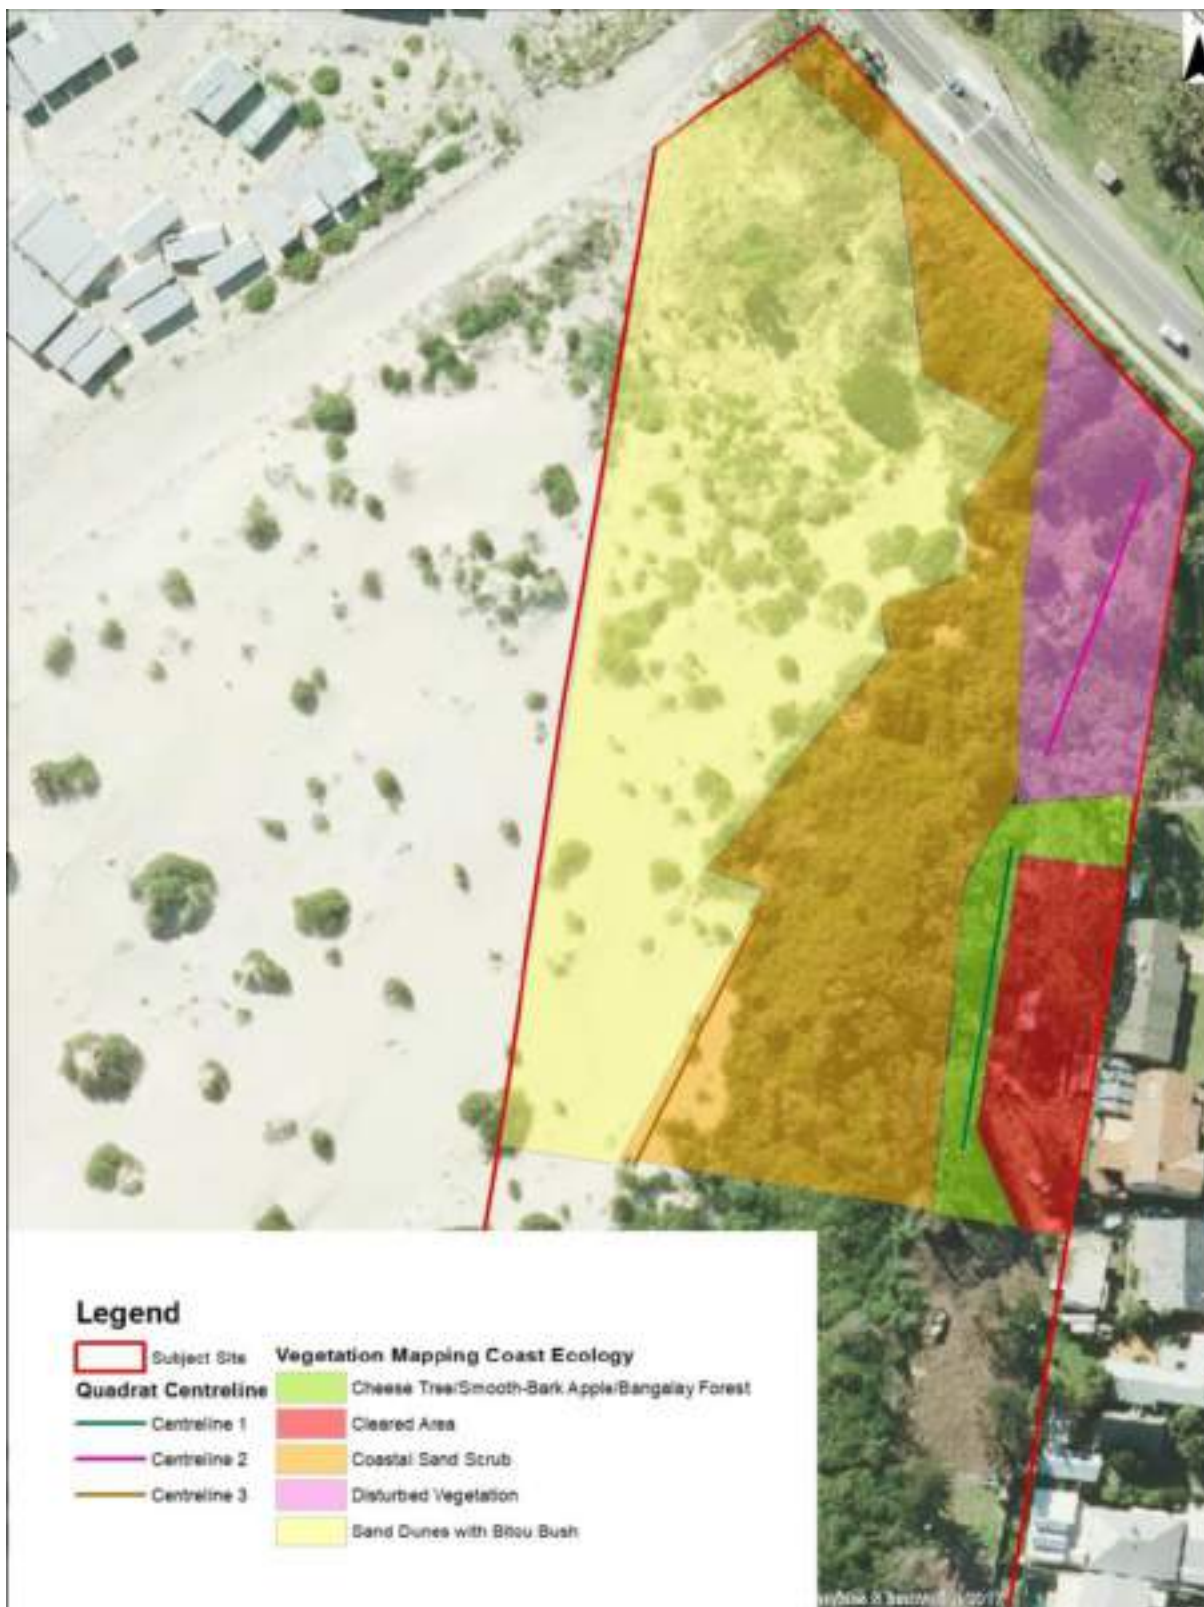 Legend
Subject Site
Quadrat Centreline
Centreline 1
Centreline 2
Centreline 3
Vegetation Mapping Coast Ecology
Cheese Tree/Smooth-Bark Apple/Bangalay Forest
Cleared Area
Coastal Sand Scrub
Disturbed Vegetation
Sand Dunes with Bitou Bush